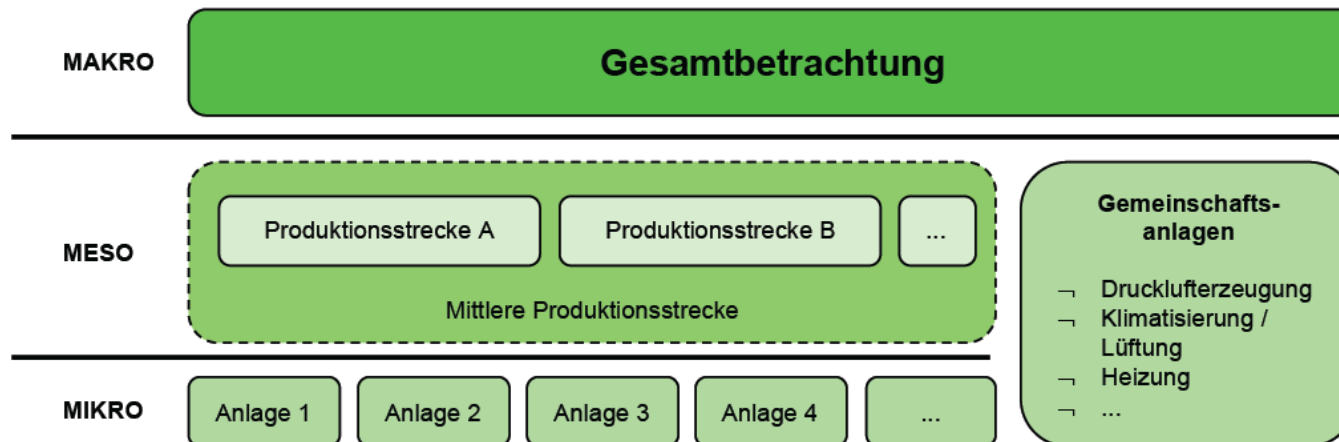 MAKRO
Gesamtbetrachtung
MESO
Produktionsstrecke A
Produktionsstrecke B
...
Mittlere Produktionsstrecke
Gemeinschafts-
anlagen
¬ Drucklufterzeugung
¬ Klimatisierung /
Lüftung
¬ Heizung
¬ ...
MIKRO
Anlage 1
Anlage 2
Anlage 3
Anlage 4
...